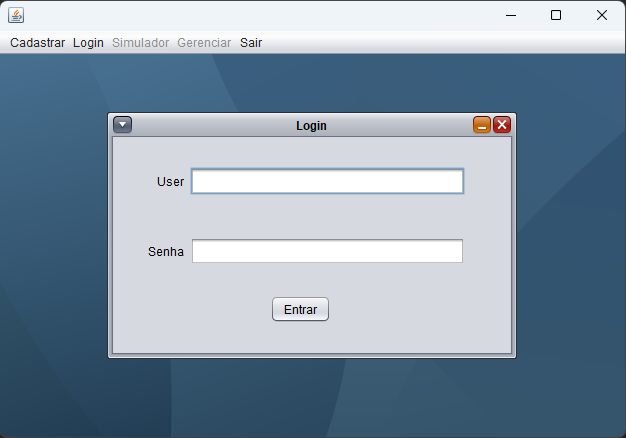 Cadastrar Login Simulador Gerenciar Sair
Login
User
Senha
Entrar